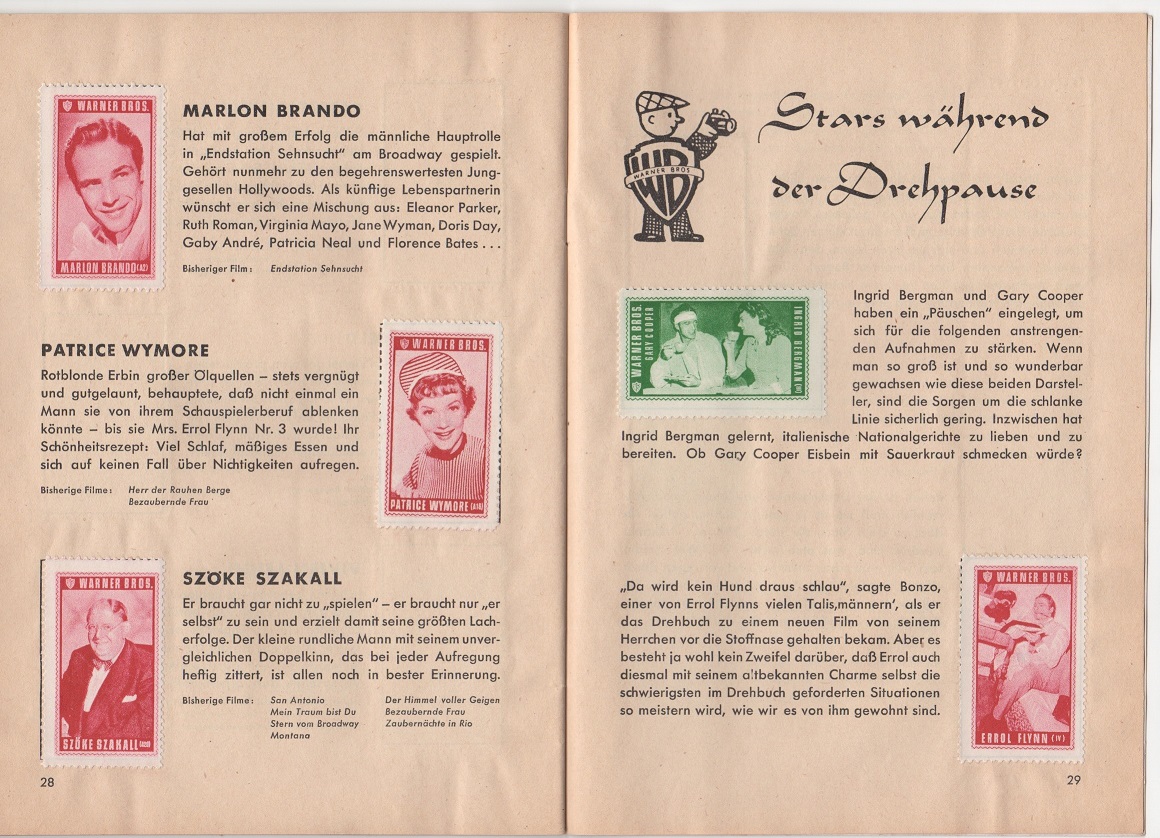 WARNER BROS.
MARLON BRANDO (A2)
MARLON BRANDO
Hat mit großem Erfolg die männliche Hauptrolle
in „Endstation Sehnsucht“ am Broadway gespielt.
Gehört nunmehr zu den begehrenswertesten Jung-
gesellen Hollywoods. Als künftige Lebenspartnerin
wünscht er sich eine Mischung aus: Eleanor Parker,
Ruth Roman, Virginia Mayo, Jane Wyman, Doris Day,
Gaby André, Patricia Neal und Florence Bates . . .
Bisheriger Film: Endstation Sehnsucht
PATRICE WYMORE
Rotblonde Erbin großer Ölquellen – stets vergnügt
und gutgelaunt, behauptete, daß nicht einmal ein
Mann sie von ihrem Schauspielerberuf ablenken
könnte – bis sie Mrs. Errol Flynn Nr. 3 wurde! Ihr
Schönheitsrezept: Viel Schlaf, mäßiges Essen und
sich auf keinen Fall über Nichtigkeiten aufregen.
Bisherige Filme: Herr der Rauhen Berge
Bezaubernde Frau
WARNER BROS.
PATRICE WYMORE
WARNER BROS.
SZÖKE SZAKALL
SZÖKE SZAKALL
Er braucht gar nicht zu „spielen“ – er braucht nur „er
selbst“ zu sein und erzielt damit seine größten Lach-
erfolge. Der kleine rundliche Mann mit seinem unver-
gleichlichen Doppelkinn, das bei jeder Aufregung
heftig zittert, ist allen noch in bester Erinnerung.
Bisherige Filme: San Antonio
Mein Traum bist Du
Stern vom Broadway
Montana
Der Himmel voller Geigen
Bezaubernde Frau
Zaubernächte in Rio
28
WB
WARNER BROS
Stars während
der Drehpause
WARNER BROS.
GARY COOPER
INGRID BERGMAN
Ingrid Bergman und Gary Cooper
haben ein „Päuschen“ eingelegt, um
sich für die folgenden anstrengen-
den Aufnahmen zu stärken. Wenn
man so groß ist und so wunderbar
gewachsen wie diese beiden Darstel-
ler, sind die Sorgen um die schlanke
Linie sicherlich gering. Inzwischen hat
Ingrid Bergman gelernt, italienische Nationalgerichte zu lieben und zu
bereiten. Ob Gary Cooper Eisbein mit Sauerkraut schmecken würde?
„Da wird kein Hund draus schlau“, sagte Bonzo,
einer von Errol Flynns vielen Talis‚männern‘, als er
das Drehbuch zu einem neuen Film von seinem
Herrchen vor die Stoffnase gehalten bekam. Aber es
besteht ja wohl kein Zweifel darüber, daß Errol auch
diesmal mit seinem altbekannten Charme selbst die
schwierigsten im Drehbuch geforderten Situationen
so meistern wird, wie wir es von ihm gewohnt sind.
WARNER BROS.
ERROL FLYNN (IV)
29